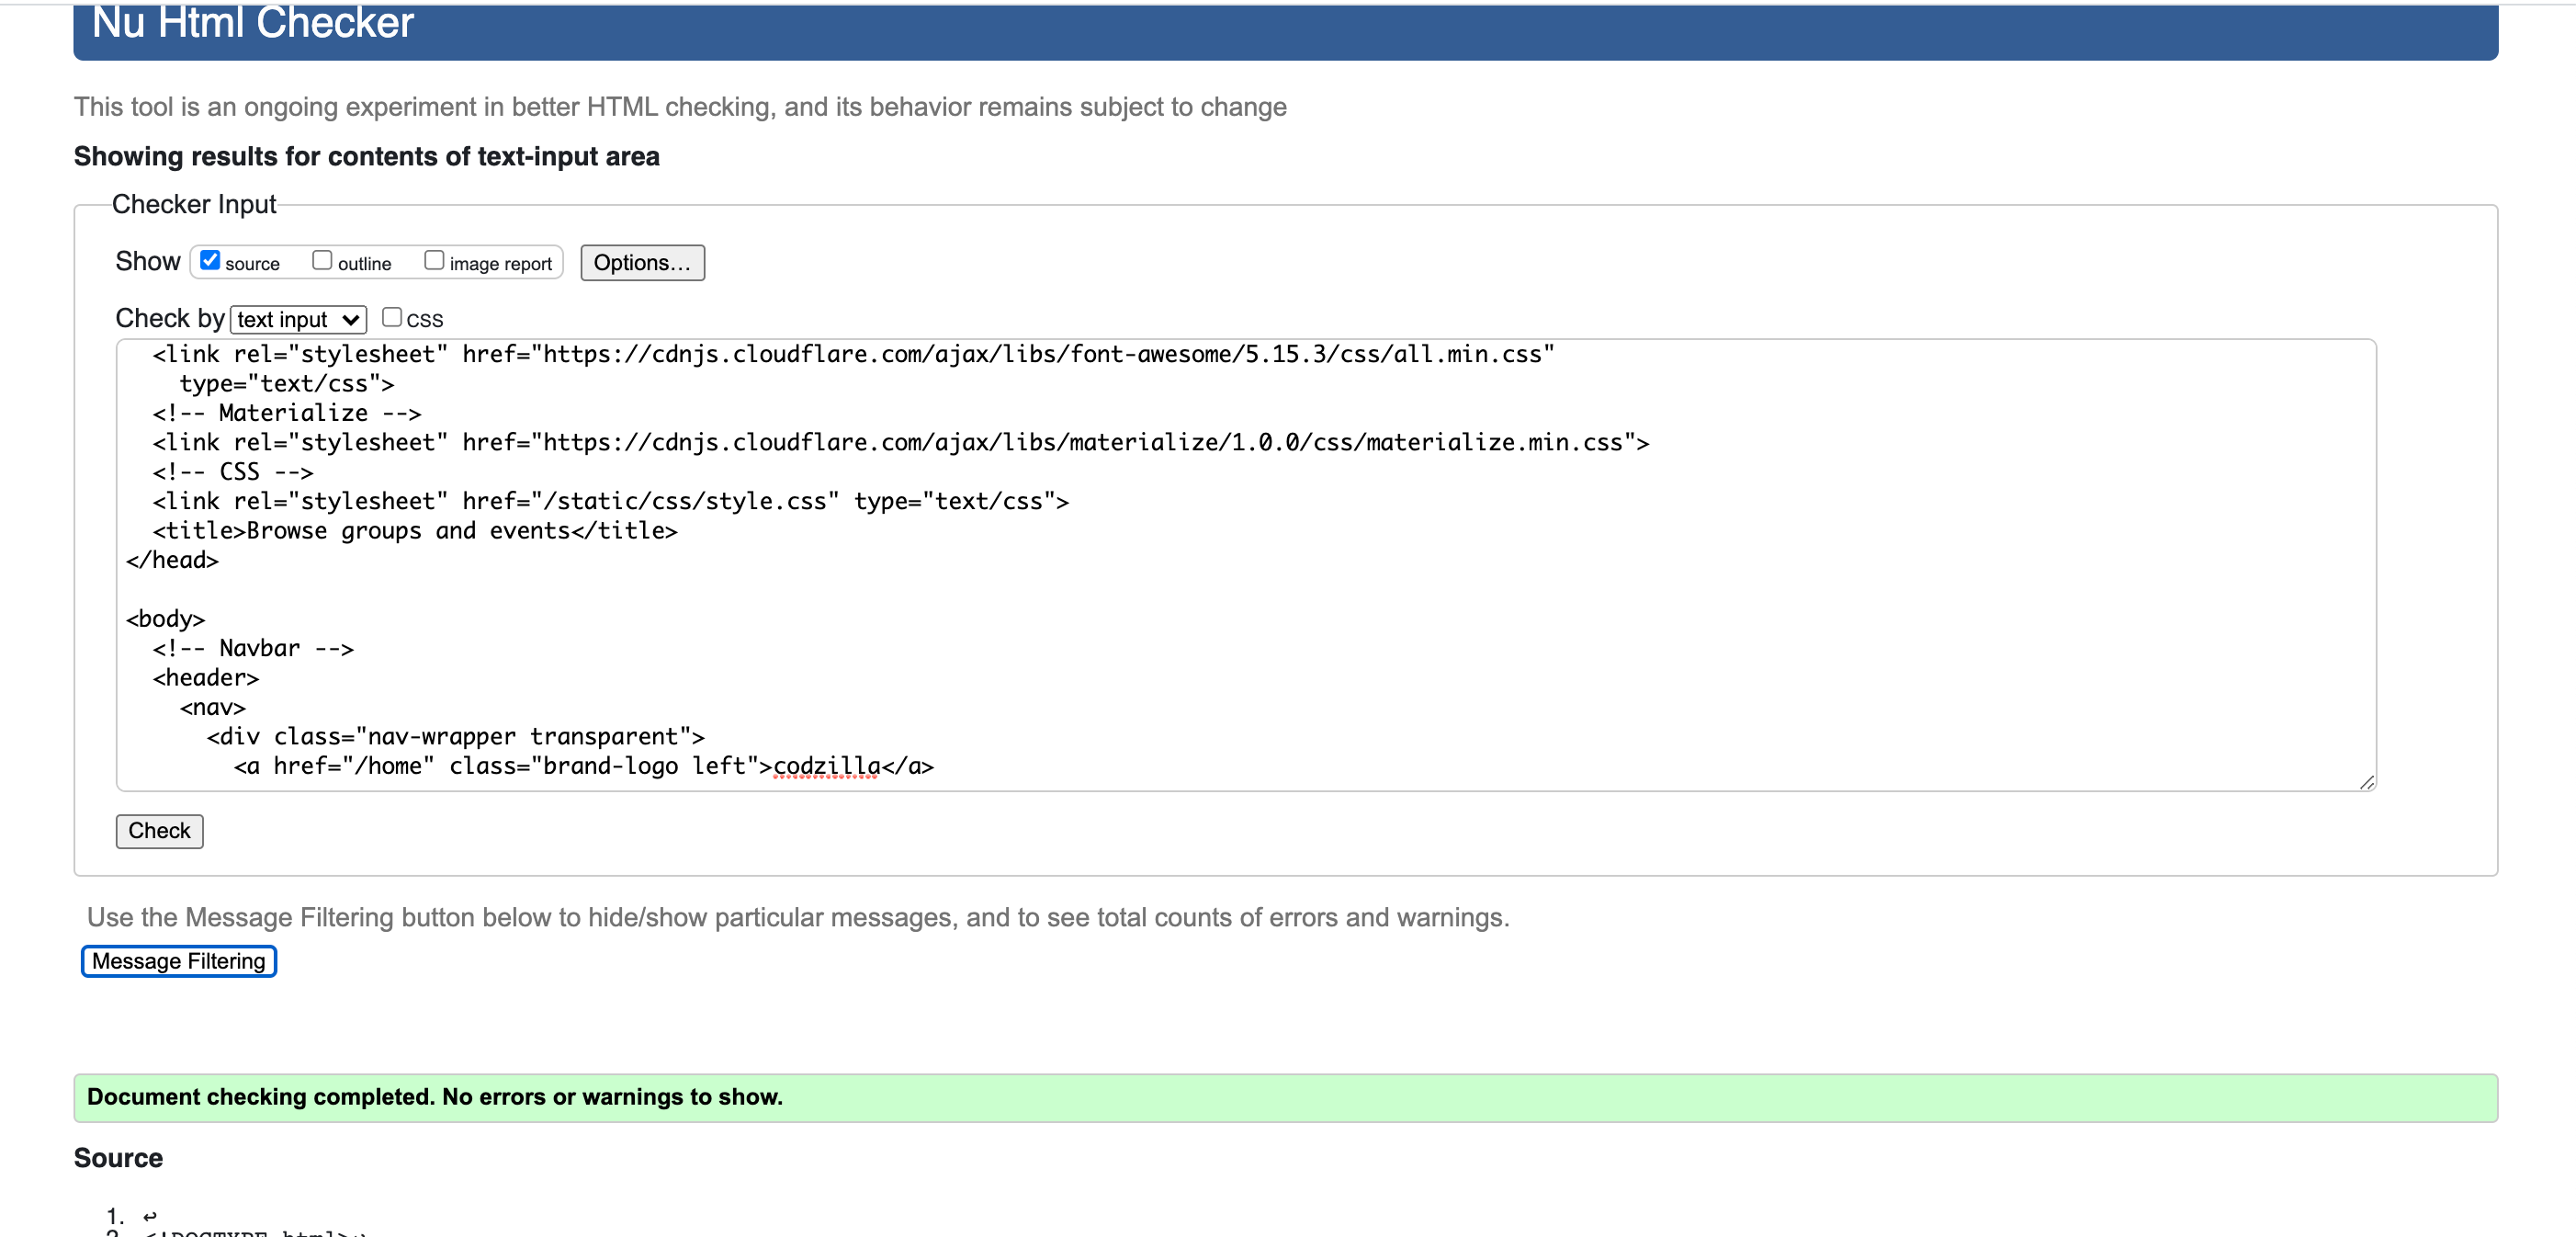 Nu Html Checker
This tool is an ongoing experiment in better HTML checking, and its behavior remains subject to change
Showing results for contents of text-input area
Checker Input
Show source outline image report Options...
Check by text input CSS
<link rel="stylesheet" href="https://cdnjs.cloudflare.com/ajax/libs/font-awesome/5.15.3/css/all.min.css"
type="text/css">
<!-- Materialize -->
<link rel="stylesheet" href="https://cdnjs.cloudflare.com/ajax/libs/materialize/1.0.0/css/materialize.min.css">
<!-- CSS -->
<link rel="stylesheet" href="/static/css/style.css" type="text/css">
<title>Browse groups and events</title>
</head>
<body>
<!-- Navbar -->
<header>
<nav>
<div class="nav-wrapper transparent">
<a href="/home" class="brand-logo left">codzilla</a>
Check
Use the Message Filtering button below to hide/show particular messages, and to see total counts of errors and warnings.
Message Filtering
Document checking completed. No errors or warnings to show.
Source
1. ↩
2. <!DOCTYPE html>↩